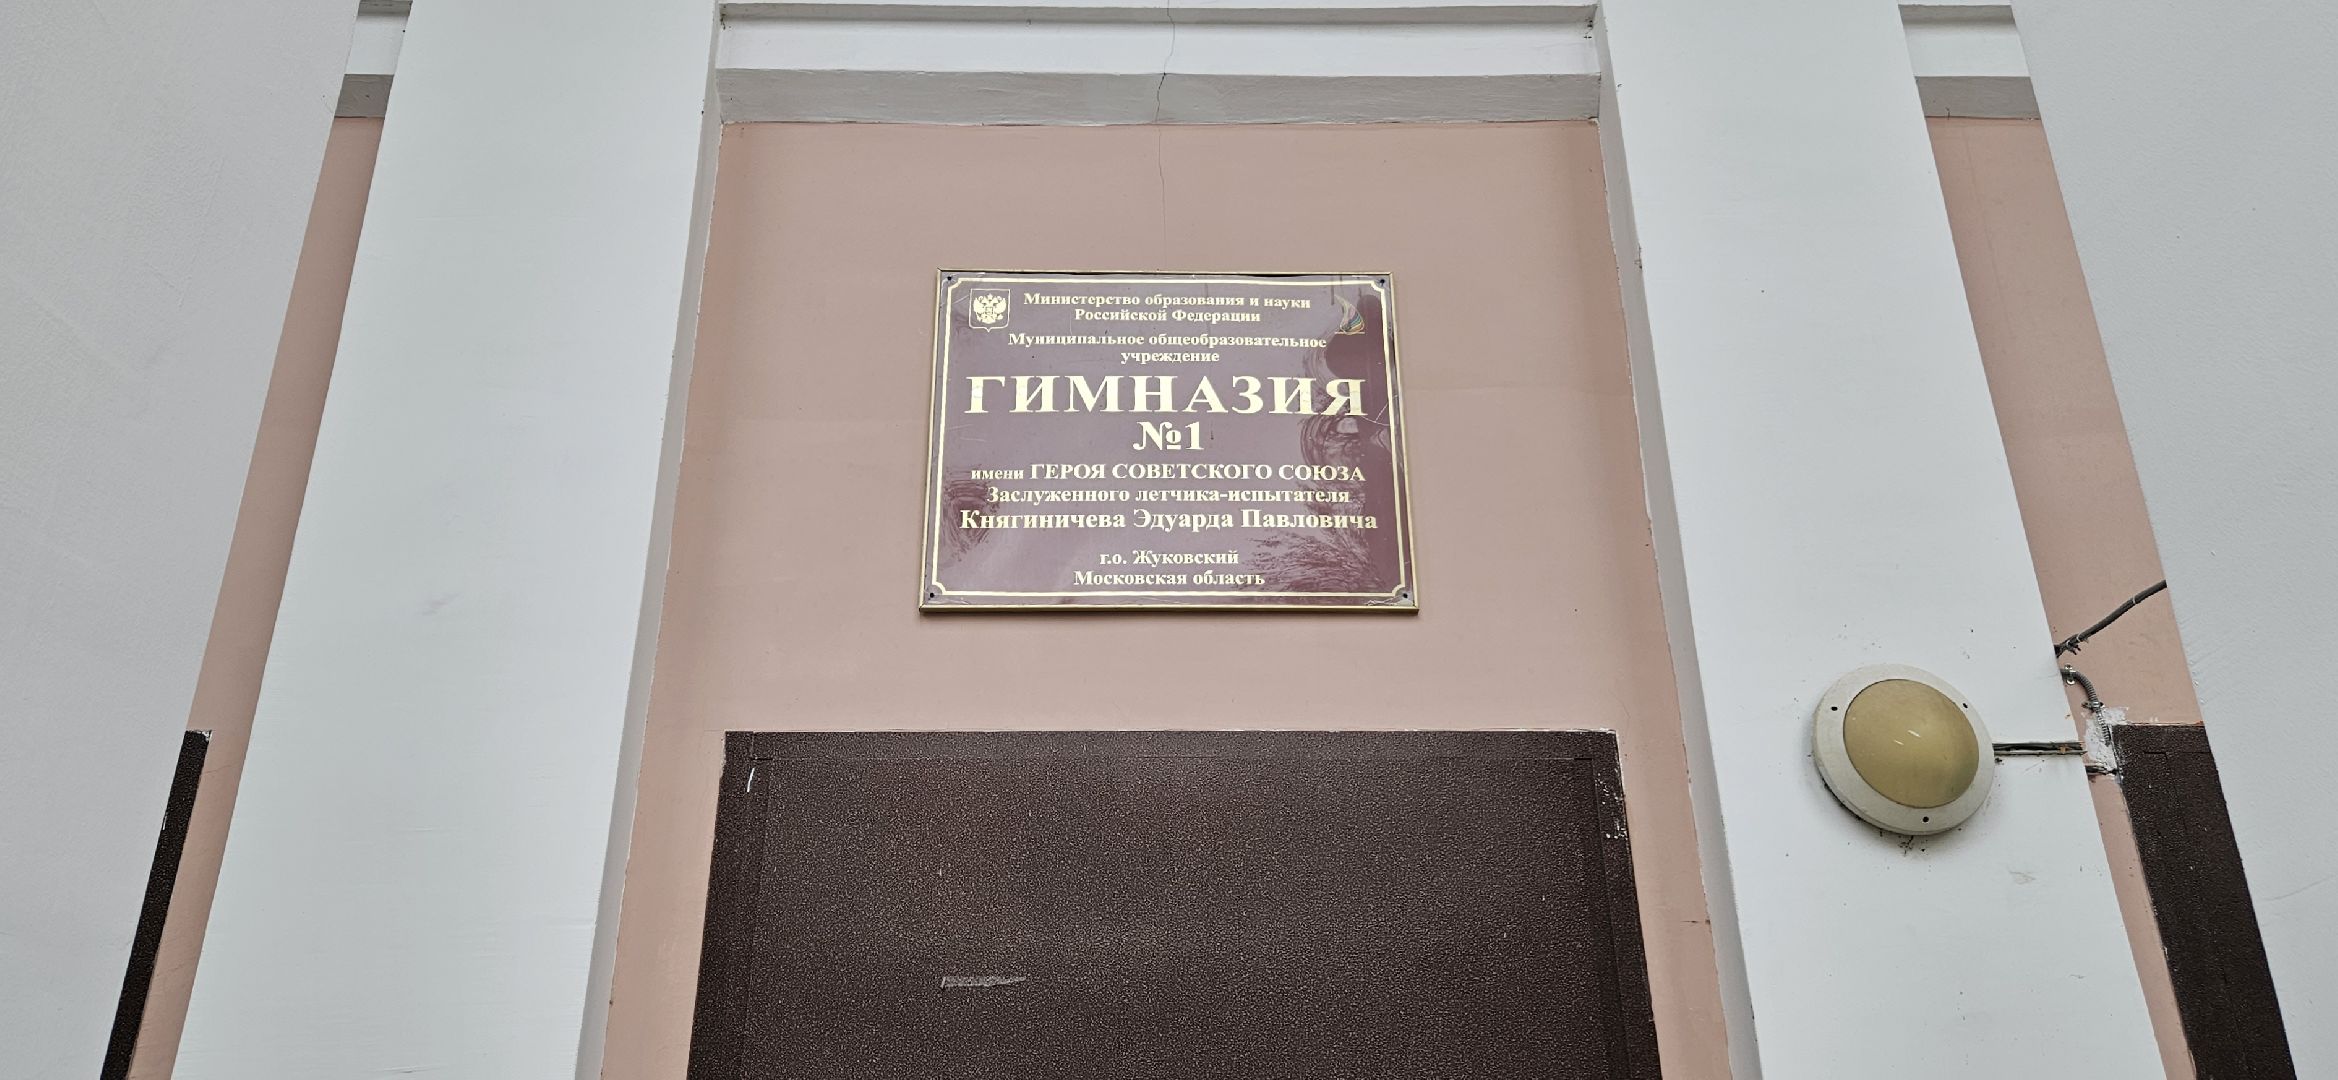 Министерство образования и науки
Российской Федерации
Муниципальное общеобразовательное
учреждение
ГИМНАЗИЯ
№1
имени ГЕРОЯ СОВЕТСКОГО СОЮЗА
Заслуженного летчика-испытателя
Княгиничева Эдуарда Павловича
г.о. Жуковский
Московская область